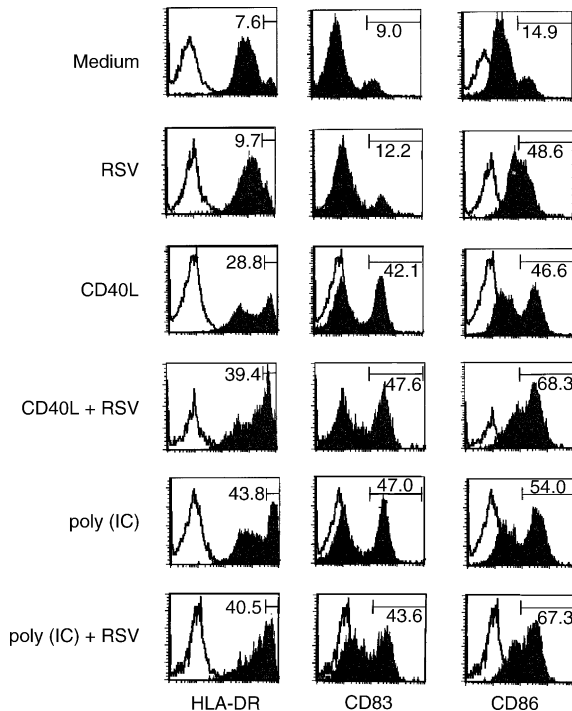 7.6 9.0 14.9
Medium
9.7 12.2 48.6
RSV
28.8 42.1 46.6
CD40L
39.4 47.6 68.3
CD40L + RSV
43.8 47.0 54.0
poly (IC)
40.5 43.6 67.3
poly (IC) + RSV
HLA-DR CD83 CD86